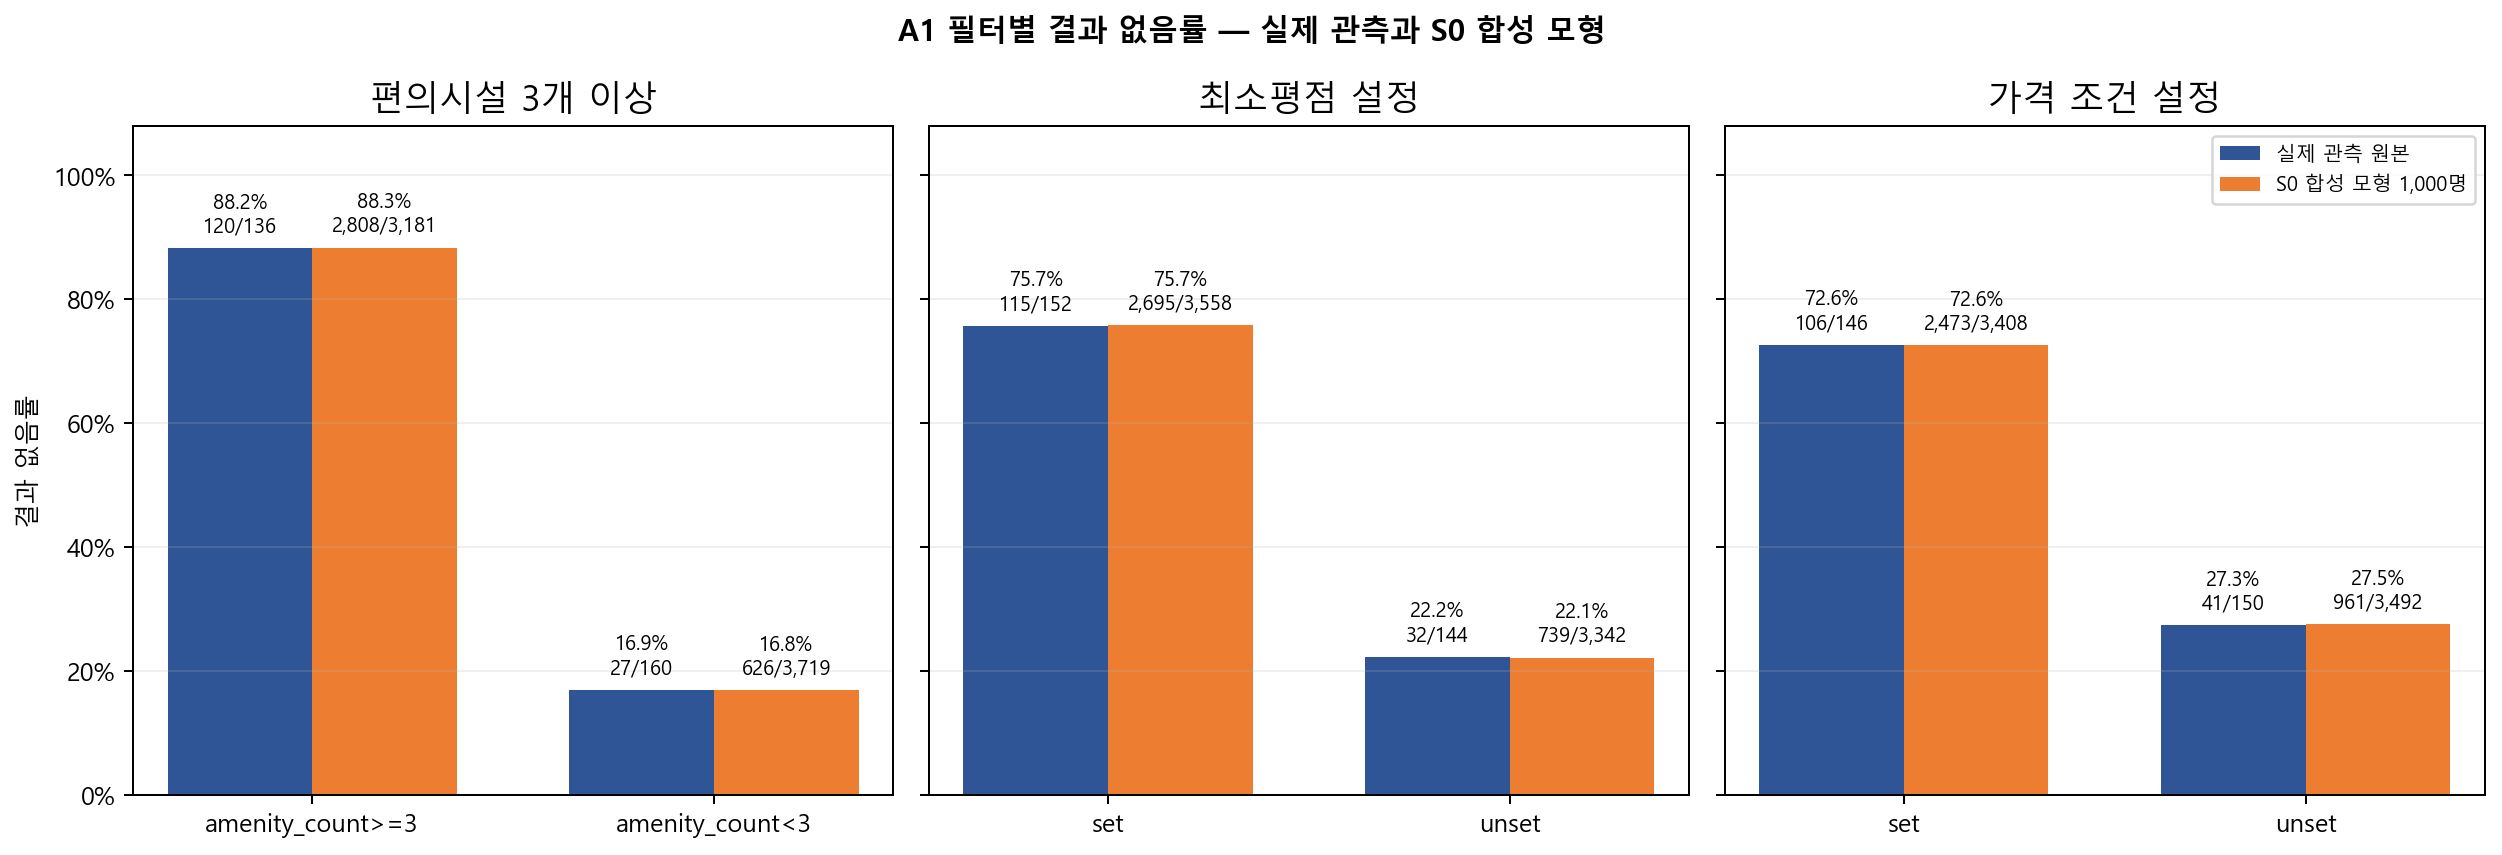 A1 필터별 결과 없음률 — 실제 관측과 S0 합성 모형
편의시설 3개 이상
최소평점 설정
가격 조건 설정
실제 관측 원본
S0 합성 모형 1,000명
결과 없음률
100%
80%
60%
40%
20%
0%
88.2%
120/136
88.3%
2,808/3,181
16.9%
27/160
16.8%
626/3,719
amenity_count>=3
amenity_count<3
75.7%
115/152
75.7%
2,695/3,558
22.2%
32/144
22.1%
739/3,342
set
unset
72.6%
106/146
72.6%
2,473/3,408
27.3%
41/150
27.5%
961/3,492
set
unset